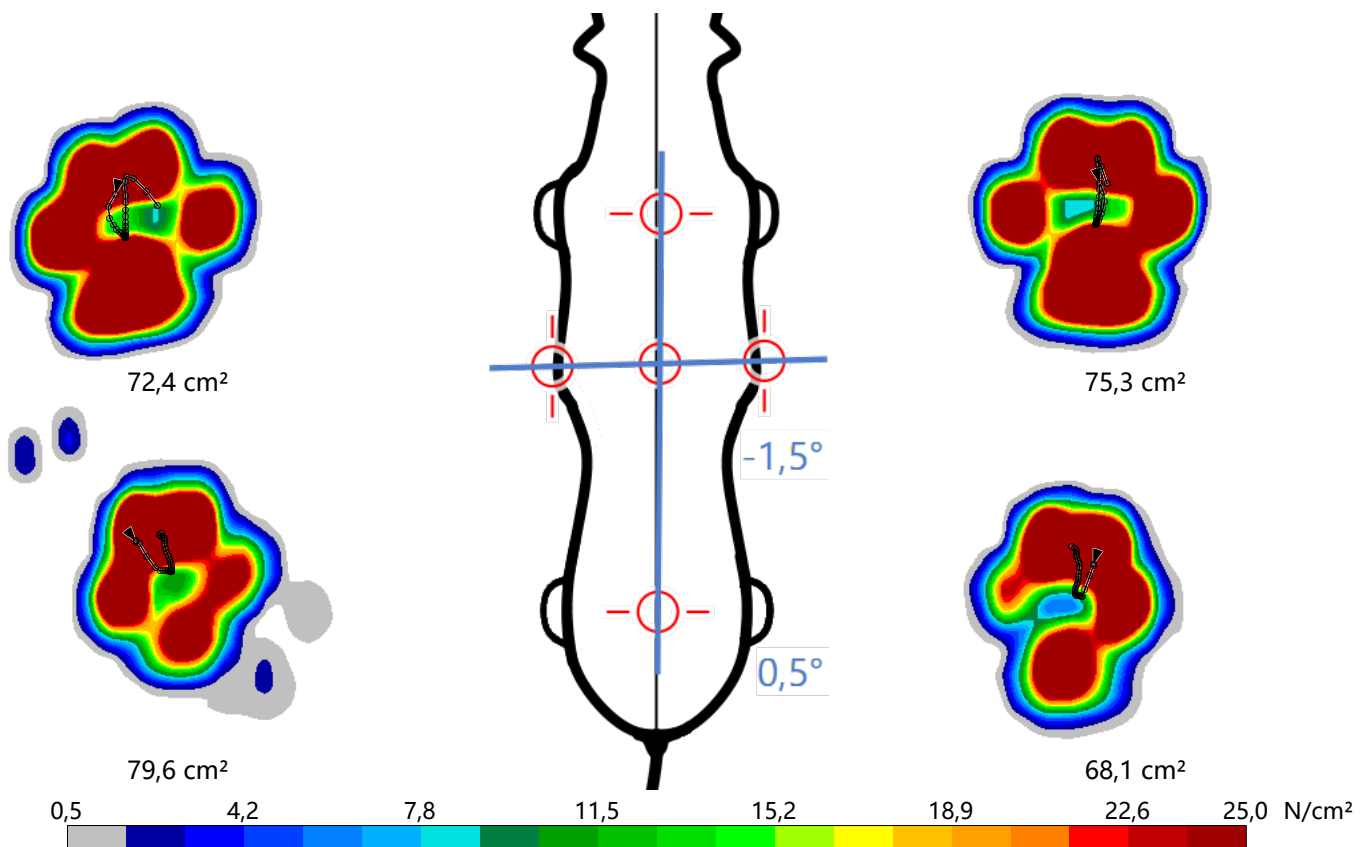 72,4 cm²
75,3 cm²
-1,5°
0,5°
79,6 cm²
68,1 cm²
0,5 4,2 7,8 11,5 15,2 18,9 22,6 25,0 N/cm²